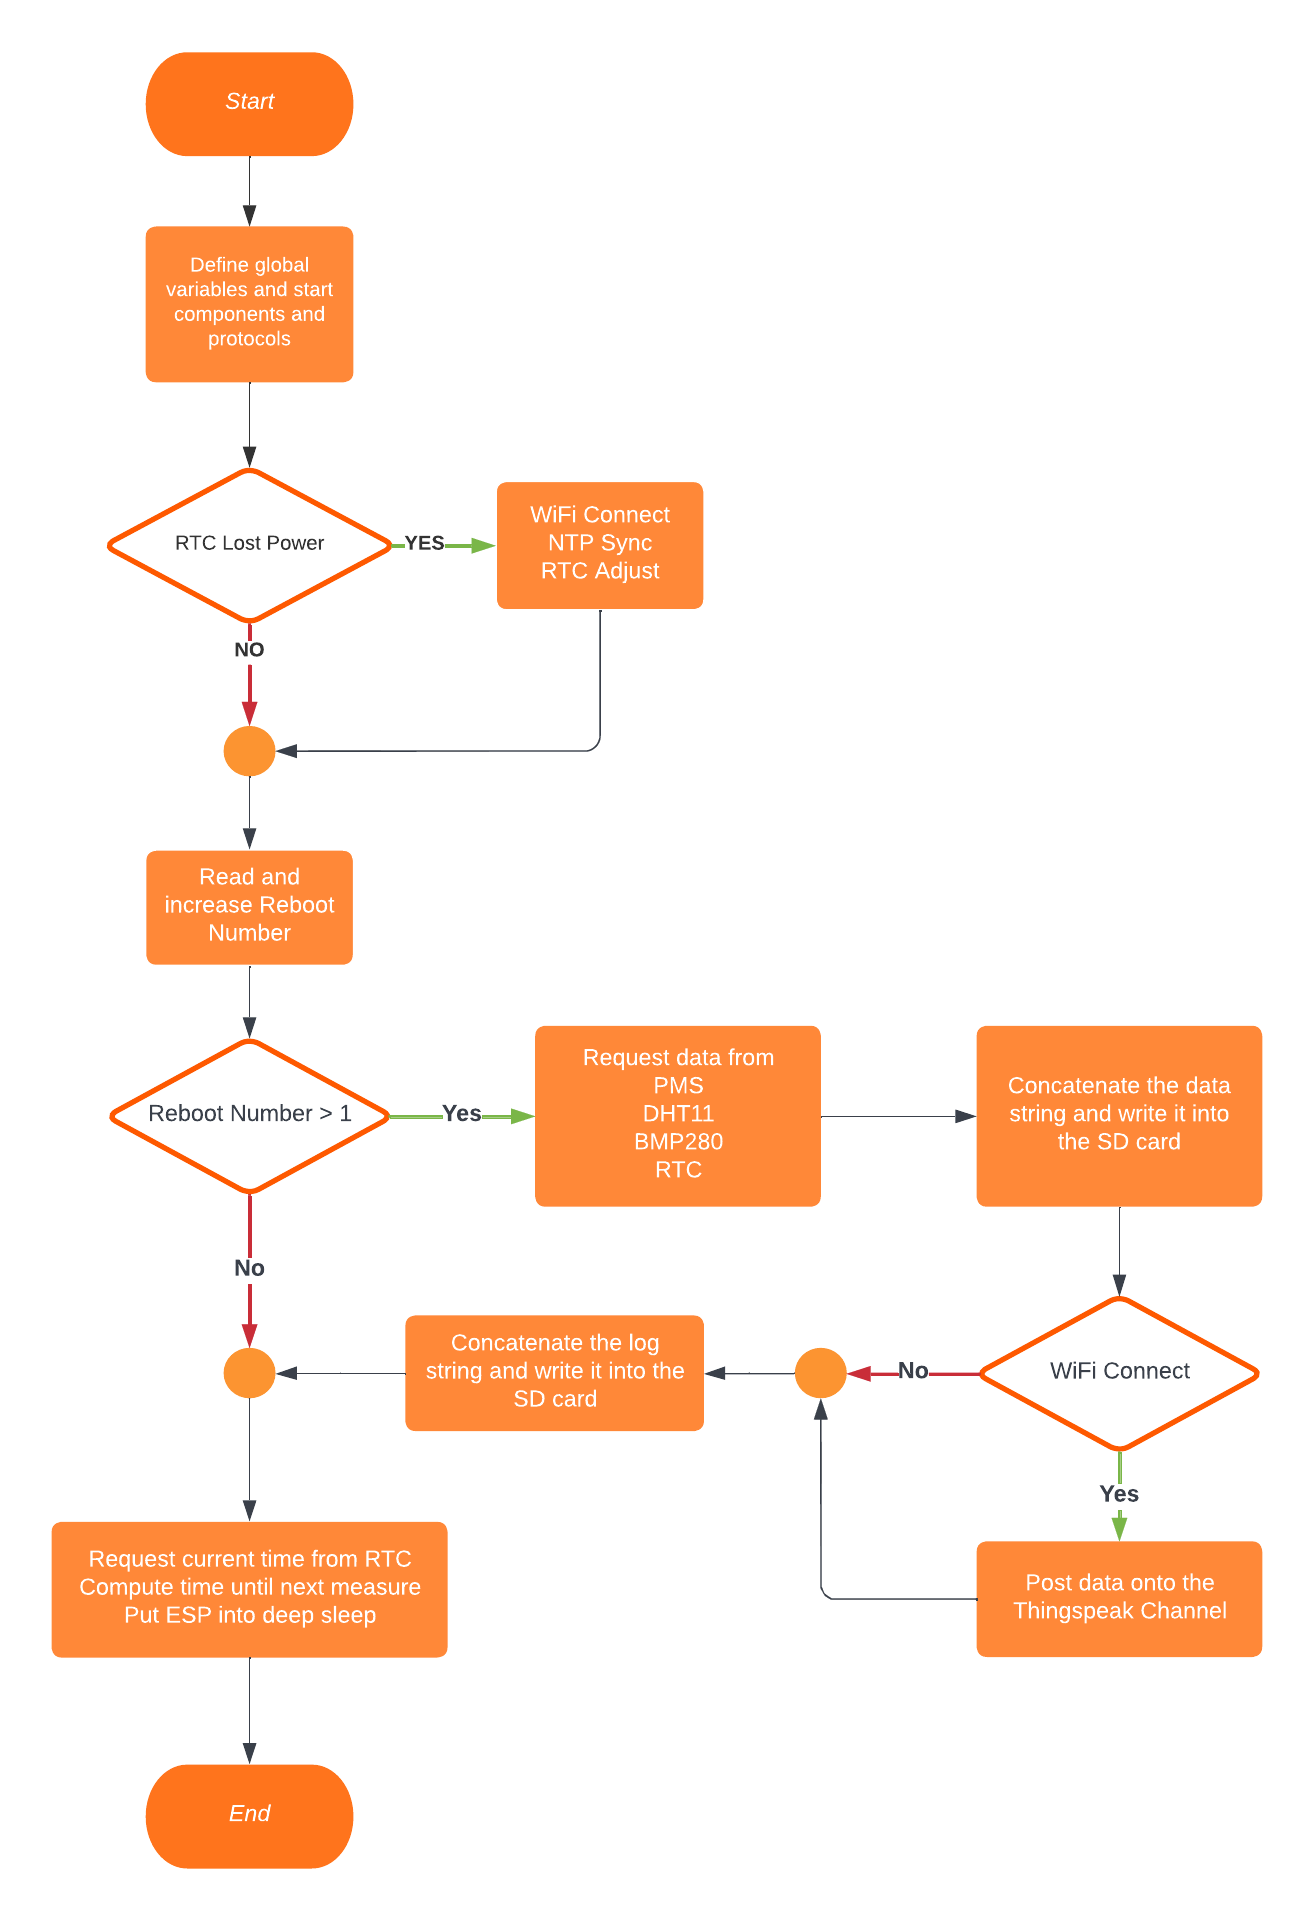 Start
Define global
variables and start
components and
protocols
RTC Lost Power
YES
WiFi Connect
NTP Sync
RTC Adjust
NO
Read and
increase Reboot
Number
Reboot Number > 1
Yes
Request data from
PMS
DHT11
BMP280
RTC
Concatenate the data
string and write it into
the SD card
No
WiFi Connect
No
Concatenate the log
string and write it into the
SD card
Yes
Post data onto the
Thingspeak Channel
Request current time from RTC
Compute time until next measure
Put ESP into deep sleep
End